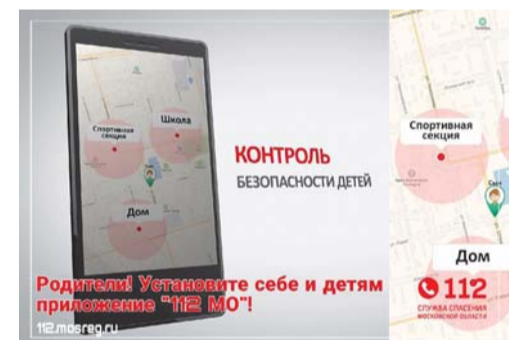 Спортивная
секция
Школа
Дом
КОНТРОЛЬ
БЕЗОПАСНОСТИ ДЕТЕЙ
Родители! Установите себе и детям
приложение "112 МО"!
112.mosreg.ru
Спортивная
секция
Сын
Дом
112
СЛУЖБА СПАСЕНИЯ
МОСКОВСКОЙ ОБЛАСТИ